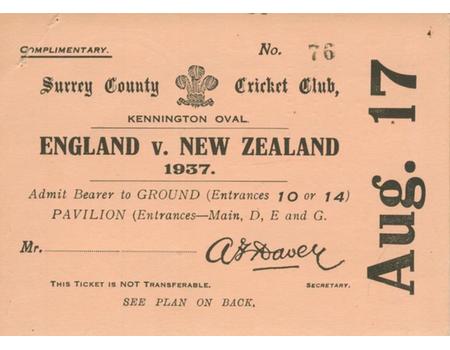 COMPLIMENTARY. No. 76
Surrey County Cricket Club,
KENNINGTON OVAL.
ENGLAND v. NEW ZEALAND
1937.
Admit Bearer to GROUND (Entrances 10 or 14)
PAVILION (Entrances—Main, D, E and G.
Mr.
THIS TICKET IS NOT TRANSFERABLE. SECRETARY.
SEE PLAN ON BACK.
Aug. 17